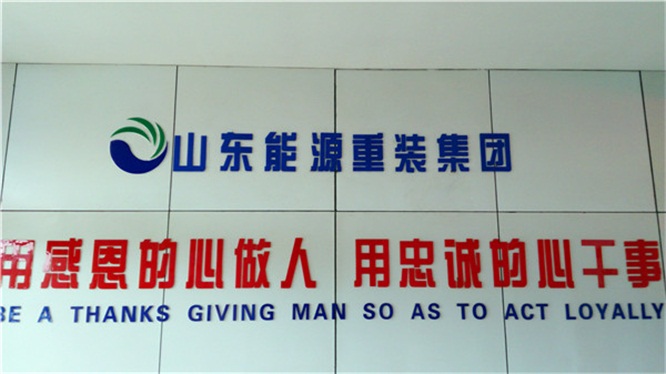 山东能源重装集团
用感恩的心做人 用忠诚的心干事
BE A THANKS GIVING MAN SO AS TO ACT LOYALLY